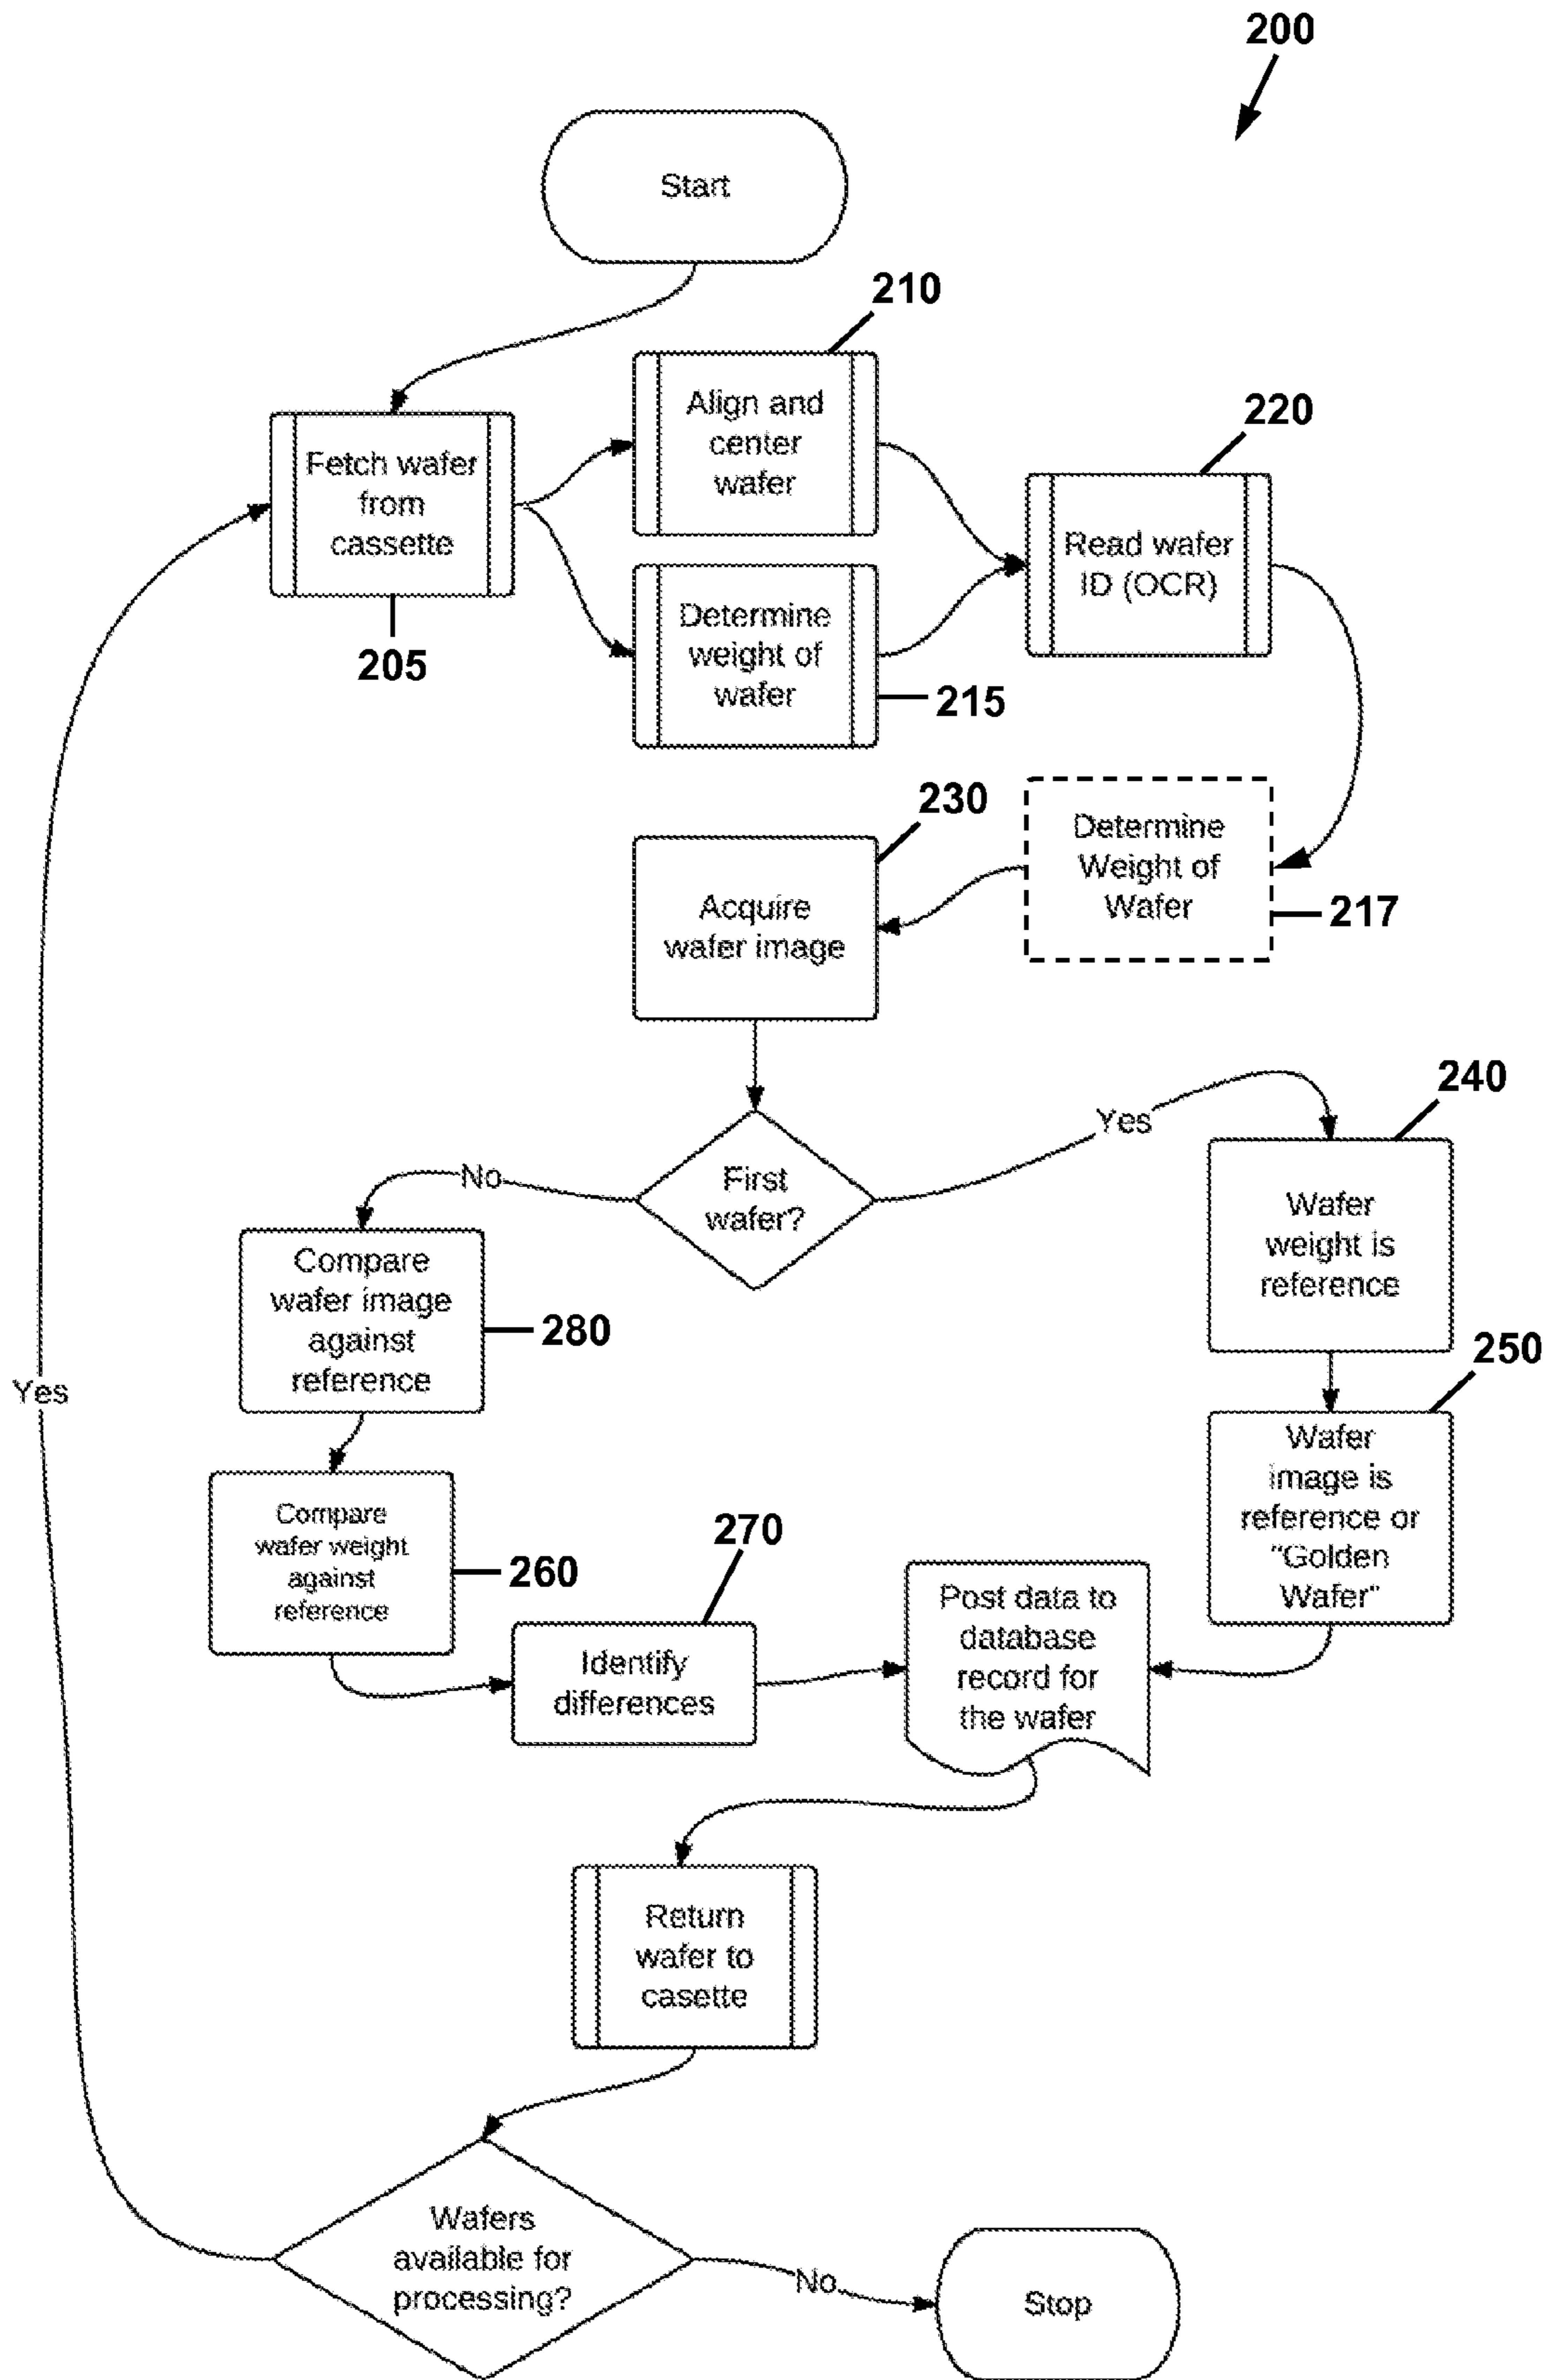 200
Start
210
Align and
center
wafer
220
Fetch wafer
from
cassette
205
Read wafer
ID (OCR)
Determine
weight of
wafer
215
230
Determine
Weight of
Wafer
217
Acquire
wafer image
240
Yes
No
First
wafer?
Wafer
weight is
reference
Compare
wafer image
against
reference
280
250
Yes
Wafer
image is
reference or
"Golden
Wafer"
Compare
wafer weight
against
reference
260
270
Identify
differences
Post data to
database
record for
the wafer
Return
wafer to
casette
Wafers
available for
processing?
No
Stop